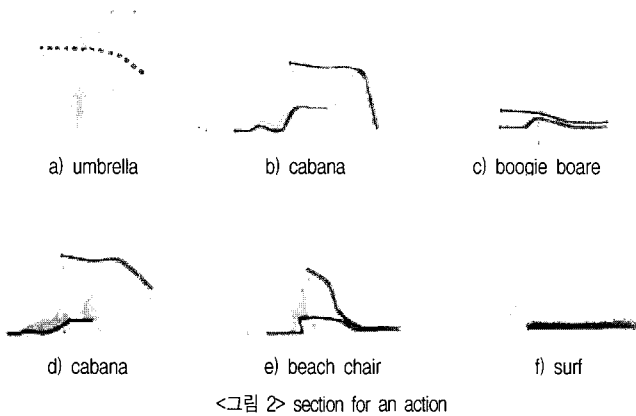 a) umbrella
b) cabana
c) boogie boare
d) cabana
e) beach chair
f) surf
<그림 2> section for an action